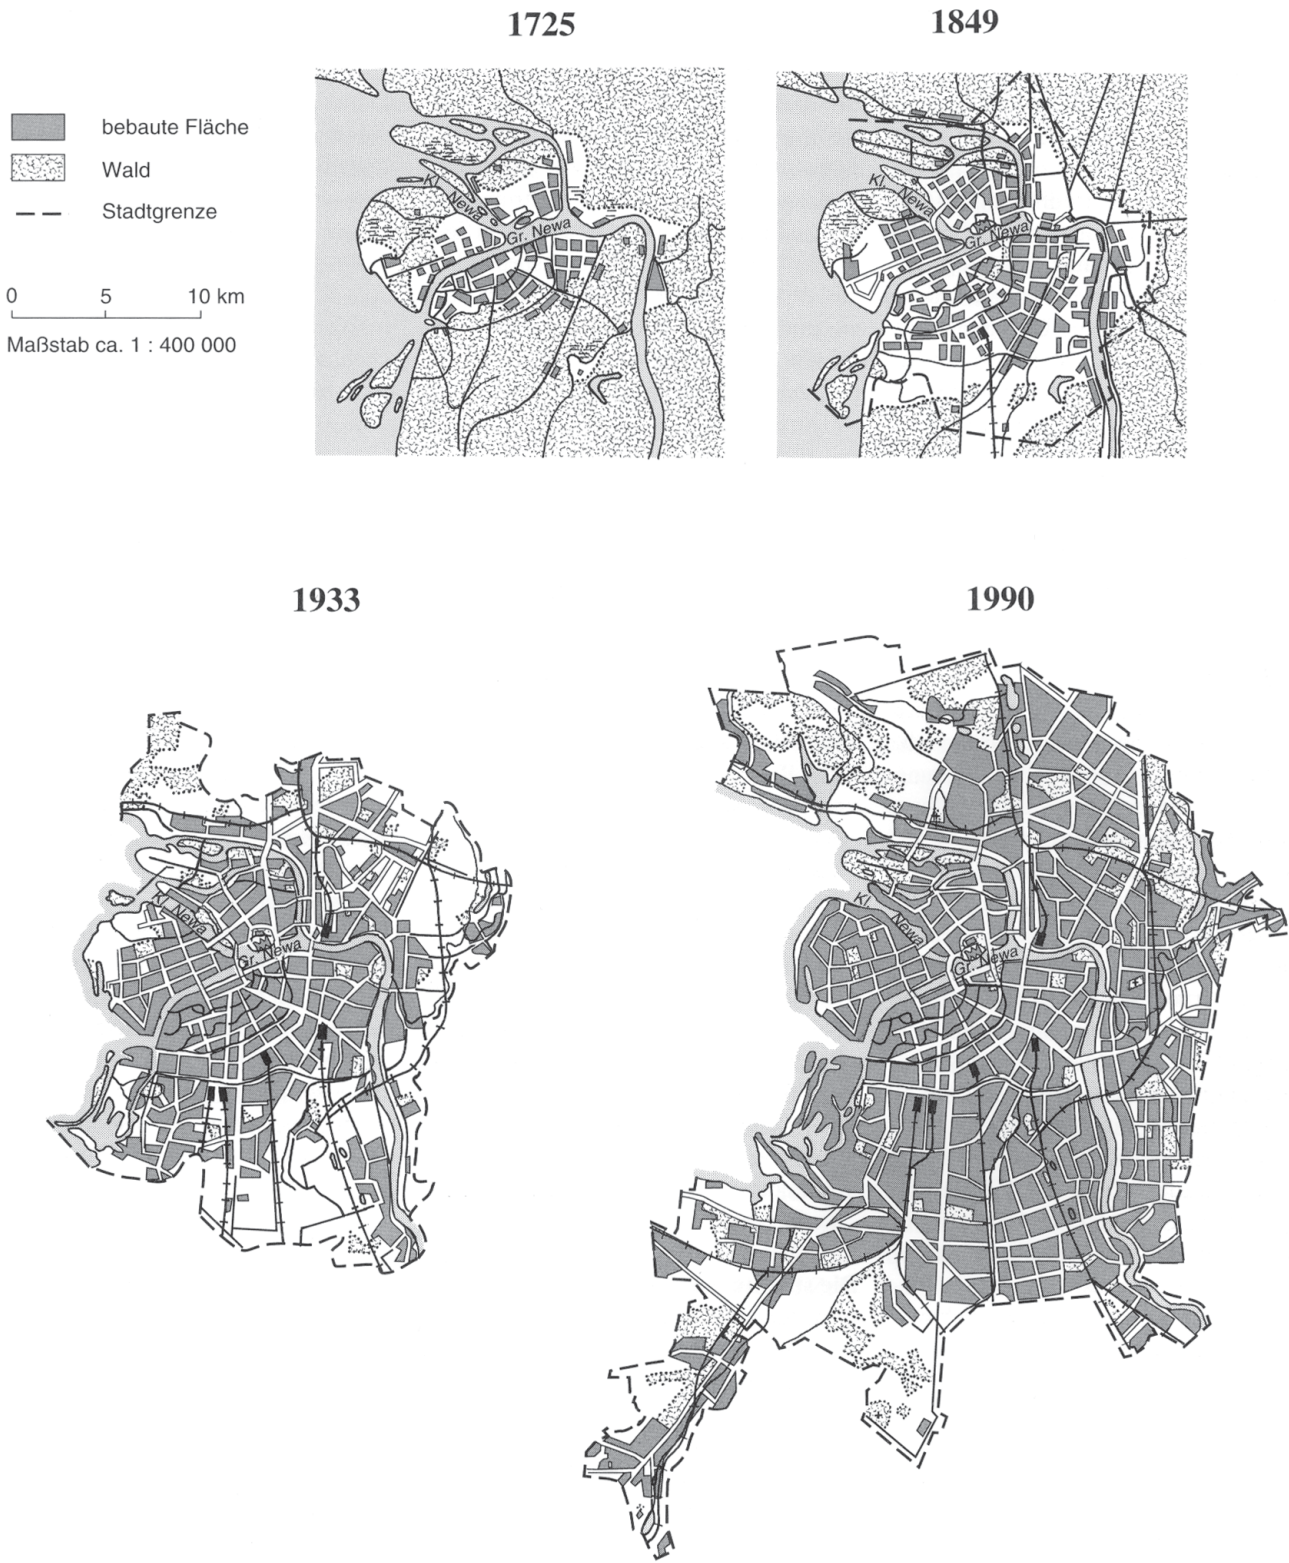 1725
1849
bebaute Fläche
Wald
Stadtgrenze
0 5 10 km
Maßstab ca. 1 : 400 000
Kl. Newa
Gr. Newa
Kl. Newa
Gr. Newa
1933
1990
Kl. Newa
Gr. Newa
Kl. Newa
Gr. Newa